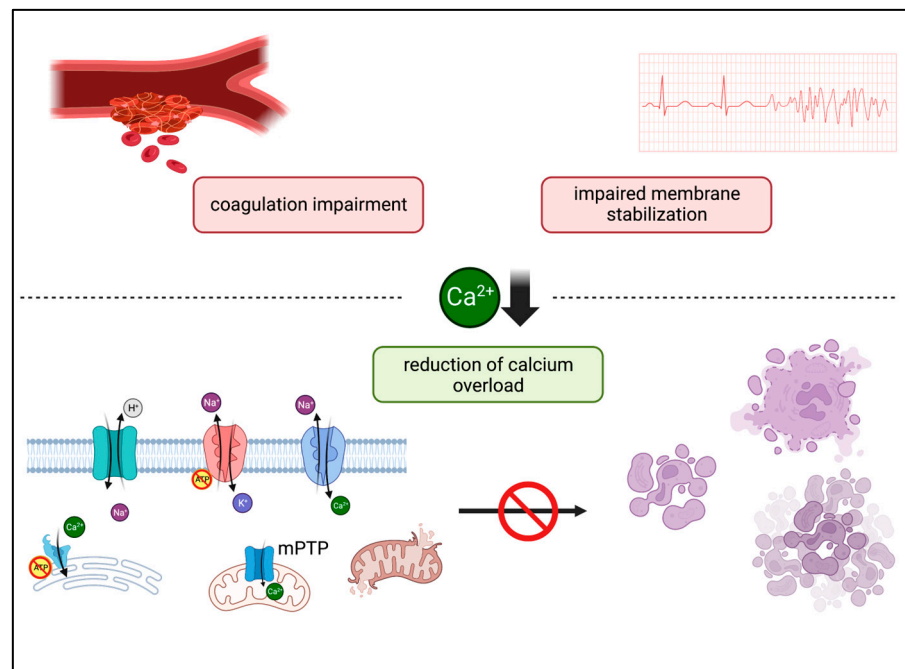 coagulation impairment
impaired membrane
stabilization
Ca²⁺
reduction of calcium
overload
H⁺
Na⁺
Na⁺
ATP
K⁺
Ca²⁺
Na⁺
Ca²⁺
ATP
mPTP
Ca²⁺